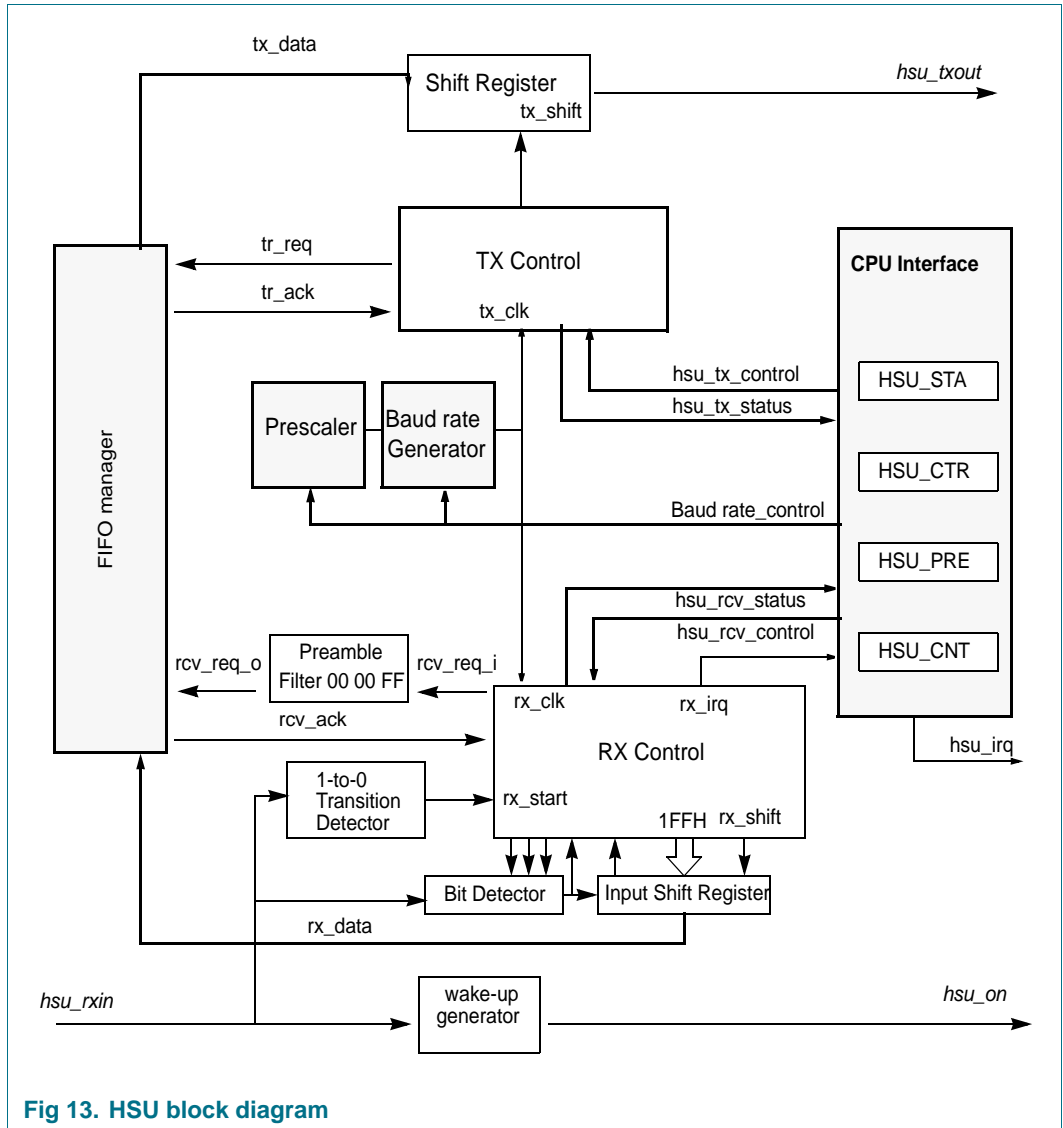 tx_data
Shift Register
tx_shift
hsu_txout
tr_req
TX Control
CPU Interface
tr_ack
tx_clk
hsu_tx_control
HSU_STA
hsu_tx_status
Prescaler
Baud rate
Generator
FIFO manager
HSU_CTR
Baud rate_control
HSU_PRE
hsu_rcv_status
hsu_rcv_control
HSU_CNT
rcv_req_o
Preamble
Filter 00 00 FF
rcv_req_i
rx_clk
rx_irq
rcv_ack
RX Control
hsu_irq
1-to-0
Transition
Detector
rx_start
1FFH
rx_shift
Bit Detector
Input Shift Register
rx_data
hsu_rxin
wake-up
generator
hsu_on
Fig 13. HSU block diagram